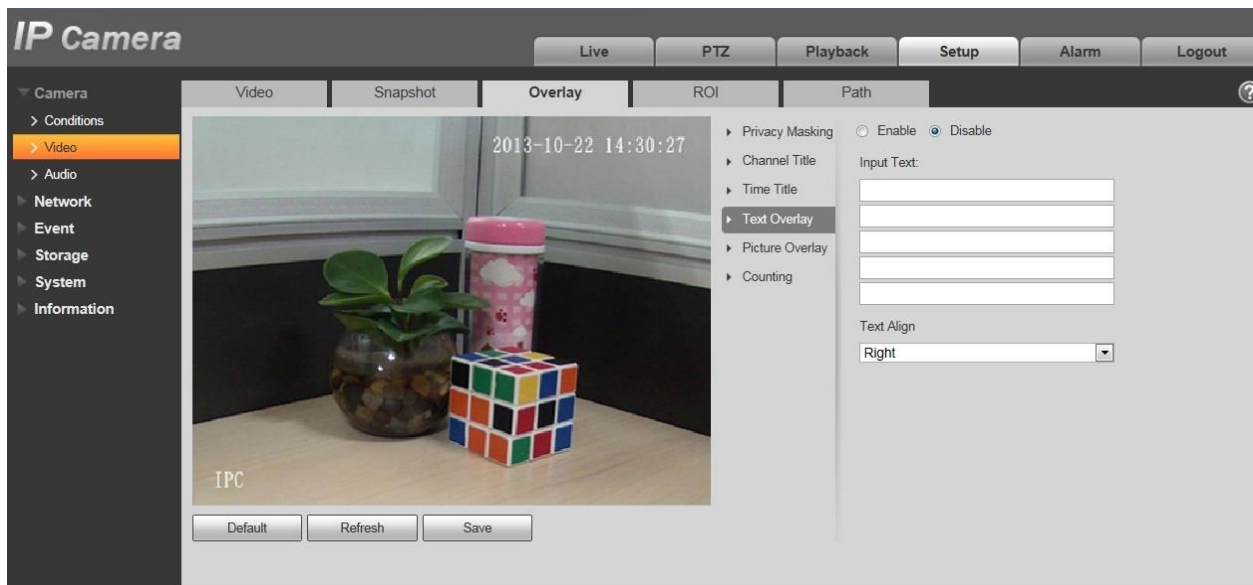 IP Camera
Live PTZ Playback Setup Alarm Logout
Camera
Conditions
Video
Audio
Network
Event
Storage
System
Information
Video Snapshot Overlay ROI Path
2013-10-22 14:30:27
IPC
Default Refresh Save
Privacy Masking
Channel Title
Time Title
Text Overlay
Picture Overlay
Counting
Enable Disable
Input Text:
Text Align
Right
?